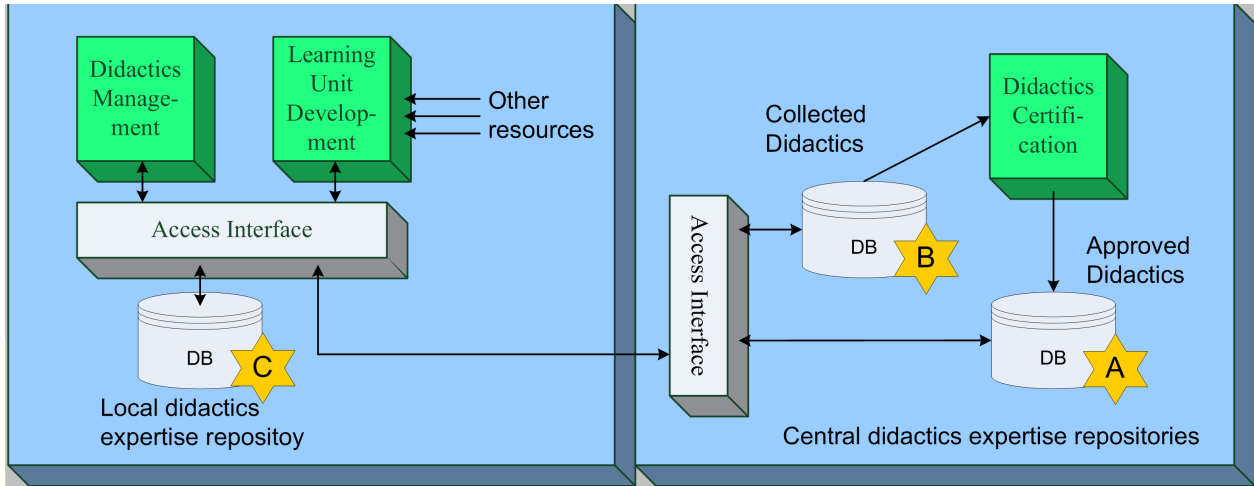 Didactics
Manage-
ment
Learning
Unit
Develop-
ment
Other
resources
Access Interface
DB
C
Local didactics
expertise repositoy
Collected
Didactics
Didactics
Certifi-
cation
Access Interface
DB
B
Approved
Didactics
DB
A
Central didactics expertise repositories